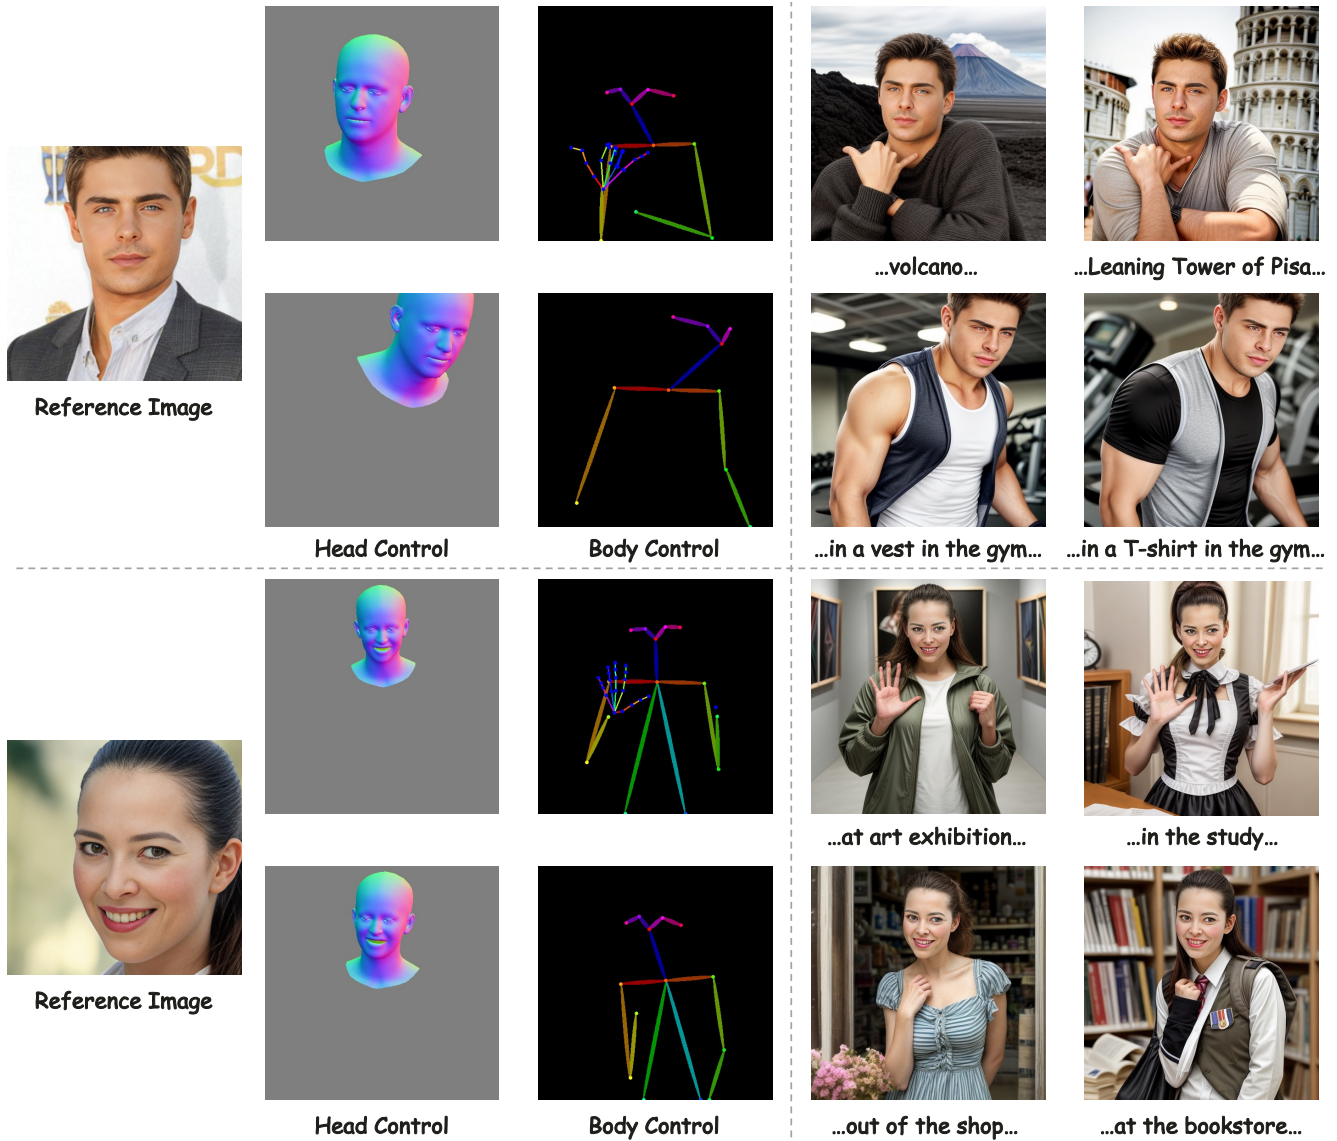 RD
...volcano...
...Leaning Tower of Pisa...
Reference Image
Head Control
Body Control
...in a vest in the gym...
...in a T-shirt in the gym...
...at art exhibition...
...in the study...
Reference Image
Head Control
Body Control
...out of the shop...
...at the bookstore...